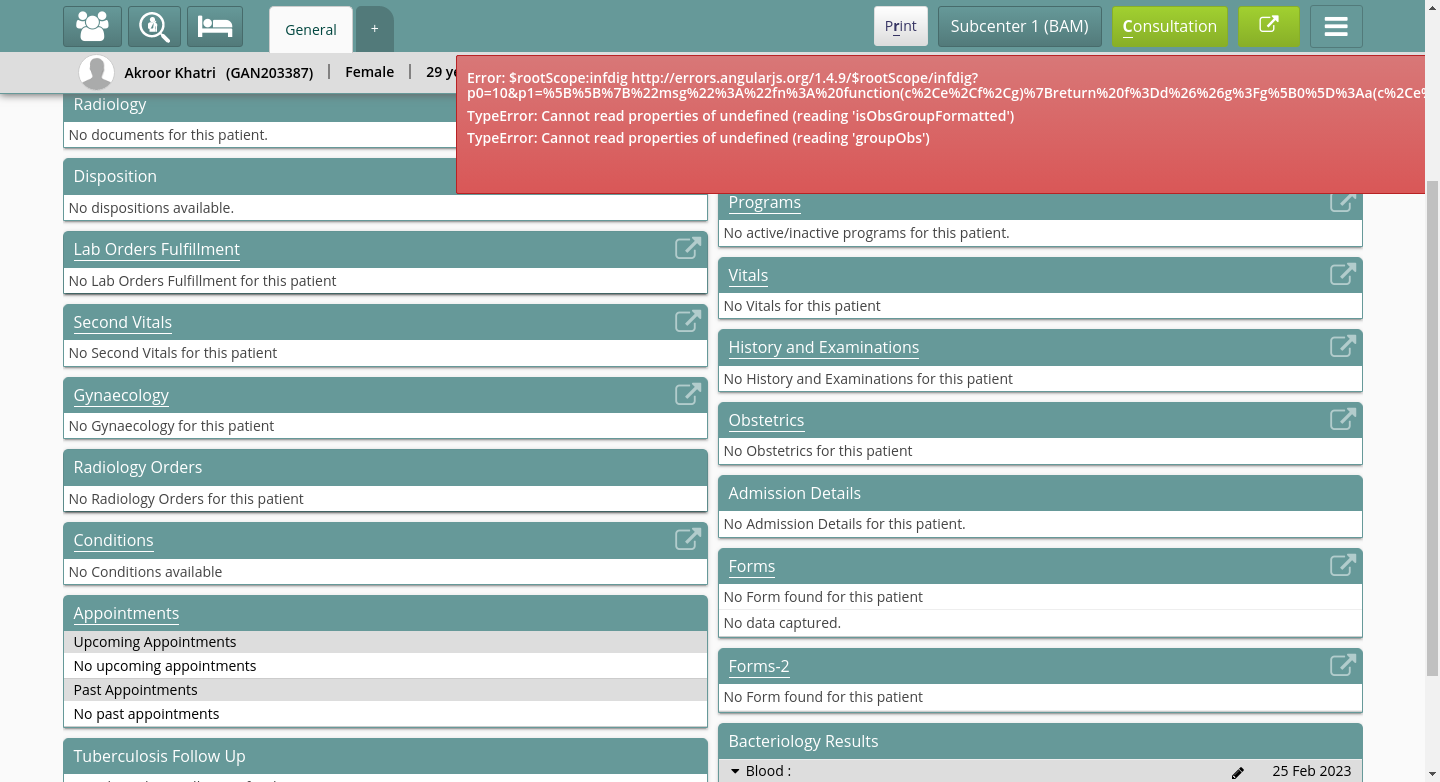 General
+
Print
Subcenter 1 (BAM)
Consultation
Akroor Khatri (GAN203387) | Female | 29 ye
Error: $rootScope:infdig http://errors.angularjs.org/1.4.9/$rootScope/infdig?
p0=10&p1=%5B%5B%7B%22msg%22%3A%22fn%3A%20function(c%2Ce%2Cf%2Cg)%7Breturn%20f%3Dd%26%26g%3Fg%5B0%5D%3Aa(c%2Ce%
TypeError: Cannot read properties of undefined (reading 'isObsGroupFormatted')
TypeError: Cannot read properties of undefined (reading 'groupObs')
Radiology
No documents for this patient.
Disposition
No dispositions available.
Lab Orders Fulfillment
No Lab Orders Fulfillment for this patient
Second Vitals
No Second Vitals for this patient
Gynaecology
No Gynaecology for this patient
Radiology Orders
No Radiology Orders for this patient
Conditions
No Conditions available
Appointments
Upcoming Appointments
No upcoming appointments
Past Appointments
No past appointments
Tuberculosis Follow Up
Programs
No active/inactive programs for this patient.
Vitals
No Vitals for this patient
History and Examinations
No History and Examinations for this patient
Obstetrics
No Obstetrics for this patient
Admission Details
No Admission Details for this patient.
Forms
No Form found for this patient
No data captured.
Forms-2
No Form found for this patient
Bacteriology Results
Blood : 25 Feb 2023